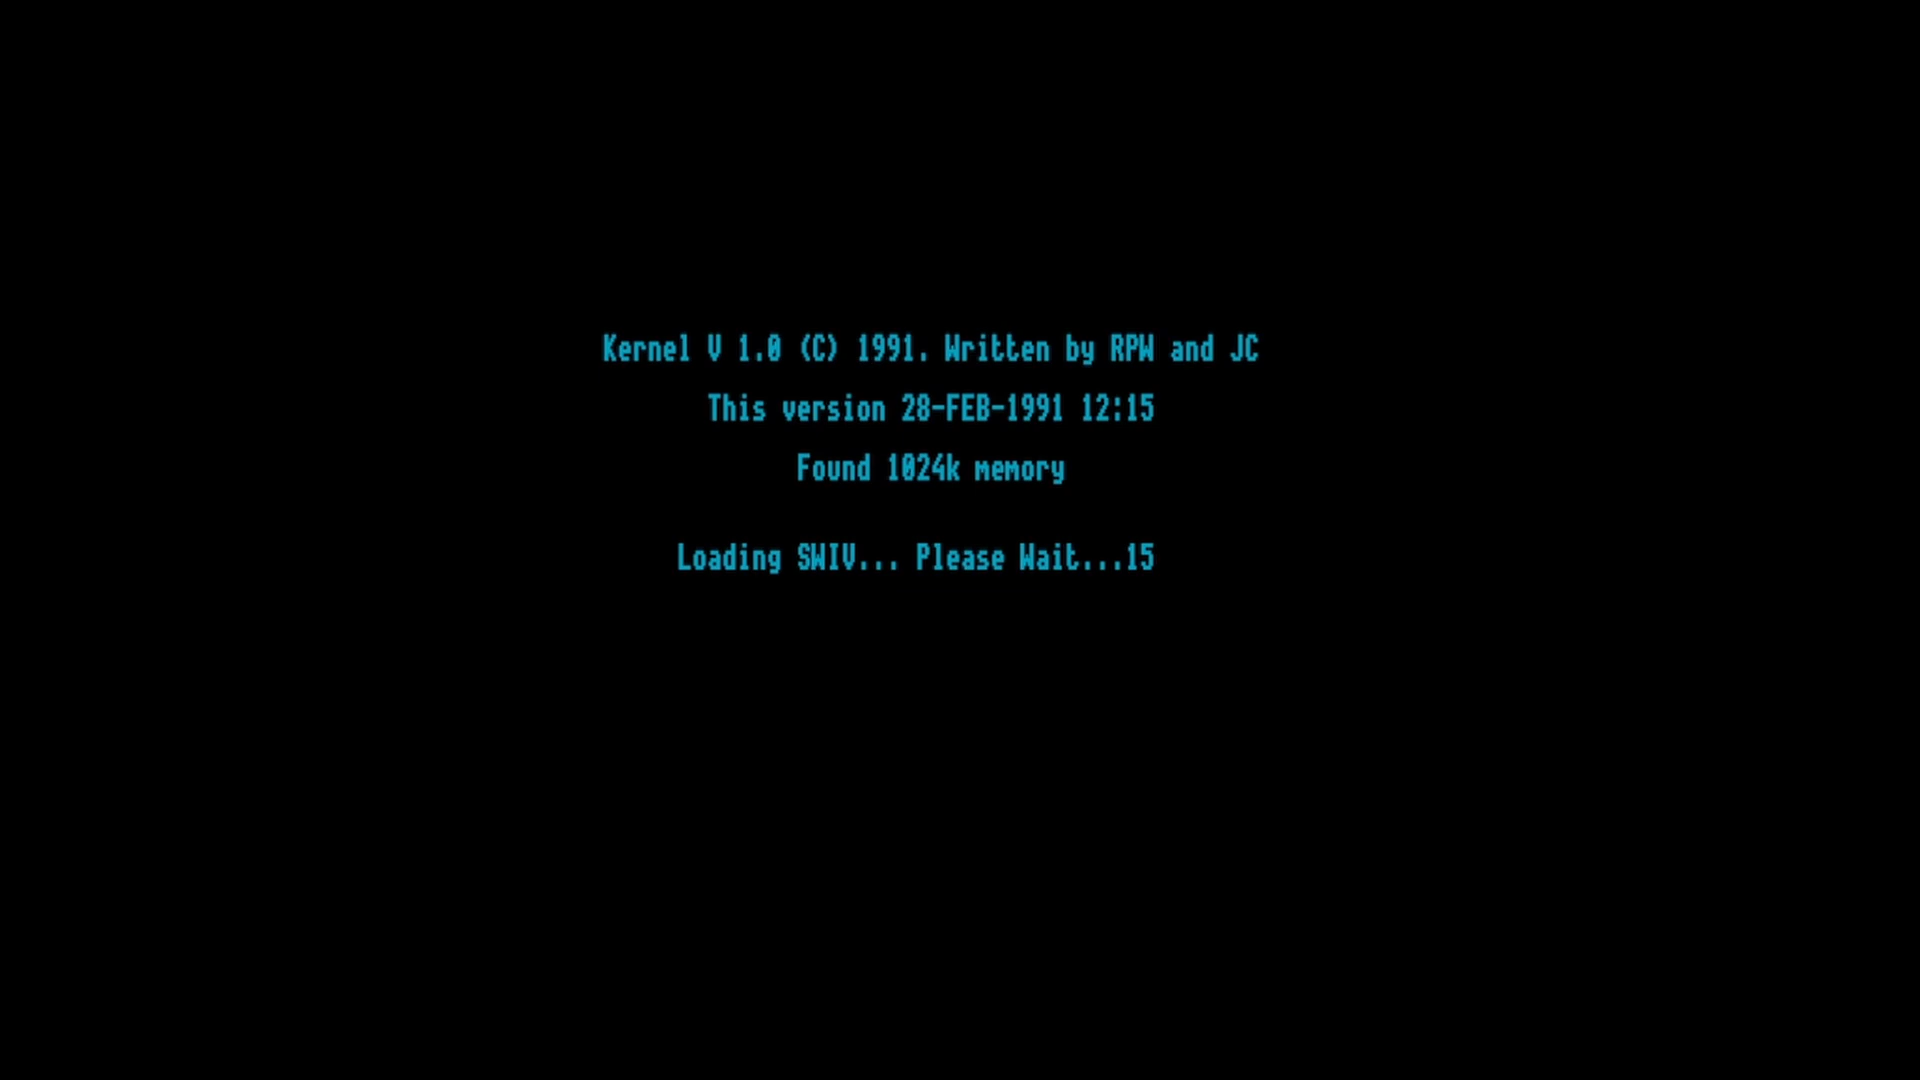 Kernel V 1.0 (C) 1991. Written by RPW and JC
This version 28-FEB-1991 12:15
Found 1024k memory
Loading SWIV... Please Wait...15